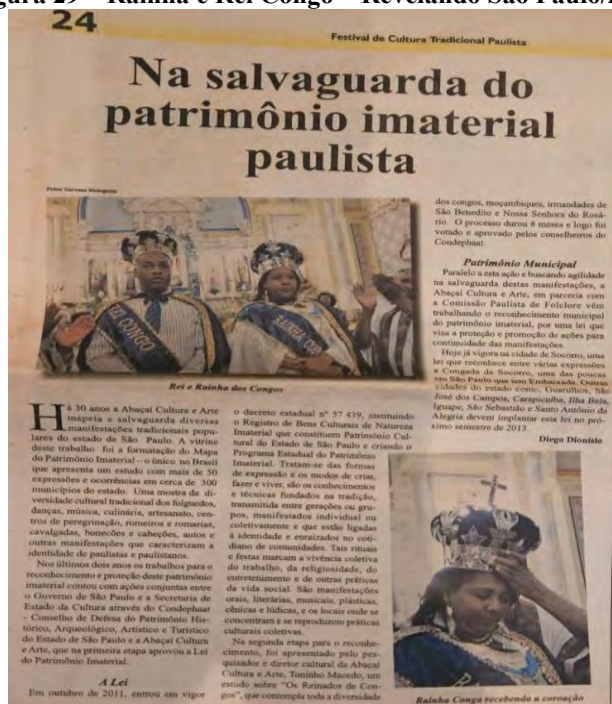 gura 29 – Rainha e Rei Congo – Revelando São Paulo/
24
Festival de Cultura Tradicional Paulista
Na salvaguarda do
patrimônio imaterial
paulista
REI CONGO
RAINHA CONGA
Rei e Rainha dos Congos
Há 30 anos a Abaçaí Cultura e Arte
mapeia e salvaguarda diversas
manifestações tradicionais popu-
lares do estado de São Paulo. A vitrine
deste trabalho foi a formatação do Mapa
do Patrimônio Imaterial – o único no Brasil
que apresenta um estudo com mais de 50
expressões e ocorrências em cerca de 300
municípios do estado. Uma mostra da di-
versidade cultural tradicional dos folguedos,
danças, música, culinária, artesanato, cen-
tros de peregrinação, romeiros e romarias,
cavalgadas, bonecões e cabeções, autos e
outras manifestações que caracterizam a
identidade de paulistas e paulistanos.
Nos últimos dois anos os trabalhos para o
reconhecimento e proteção deste patrimônio
imaterial contou com ações conjuntas entre
o Governo de São Paulo e a Secretaria de
Estado da Cultura através do Condephaat
- Conselho de Defesa do Patrimônio His-
tórico, Arqueológico, Artístico e Turístico
do Estado de São Paulo e a Abaçaí Cultura
e Arte, que na primeira etapa aprovou a Lei
do Patrimônio Imaterial.
A Lei
Em outubro de 2011, entrou em vigor
o decreto estadual nº 57 439, instituindo
o Registro de Bens Culturais de Natureza
Imaterial que constituem Patrimônio Cul-
tural do Estado de São Paulo e criando o
Programa Estadual do Patrimônio
Imaterial. Tratam-se das formas
de expressão e os modos de criar,
fazer e viver, são os conhecimentos
e técnicas fundados na tradição,
transmitida entre gerações ou gru-
pos, manifestados individual ou
coletivamente e que estão ligadas
à identidade e enraizados no coti-
diano de comunidades. Tais rituais
e festas marcam a vivência coletiva
do trabalho, da religiosidade, do
entretenimento e de outras práticas
da vida social. São manifestações
orais, literárias, musicais, plásticas,
cênicas e lúdicas, e os locais onde se
concentram e se reproduzem práticas
culturais coletivas.
Na segunda etapa para o reconhe-
cimento, foi apresentado pelo pes-
quisador e diretor cultural da Abaçaí
Cultura e Arte, Toninho Macedo, um
estudo sobre "Os Reinados de Con-
gos", que contempla toda a diversidade
dos congos, moçambiques, irmandades de
São Benedito e Nossa Senhora do Rosá-
rio. O processo durou 8 meses e logo foi
votado e aprovado pelos conselheiros do
Condephaat.
Patrimônio Municipal
Paralelo a esta ação e buscando agilidade
na salvaguarda destas manifestações, a
Abaçaí Cultura e Arte, em parceria com
a Comissão Paulista de Folclore vêm
trabalhando o reconhecimento municipal
do patrimônio imaterial, por uma lei que
visa a proteção e promoção de ações para
continuidade das manifestações.
Hoje já vigora na cidade de Socorro, uma
lei que reconhece entre várias expressões
a Congada de Socorro, uma das poucas
em São Paulo que tem Embaixada. Outras
cidades do estado como, Guarulhos, São
José dos Campos, Carapicuíba, Ilha Bela,
Iguape, São Sebastião e Santo Antônio da
Alegria devem implantar esta lei no pró-
ximo semestre de 2013.
Diego Dionísio
Rainha Conga recebendo a coroação